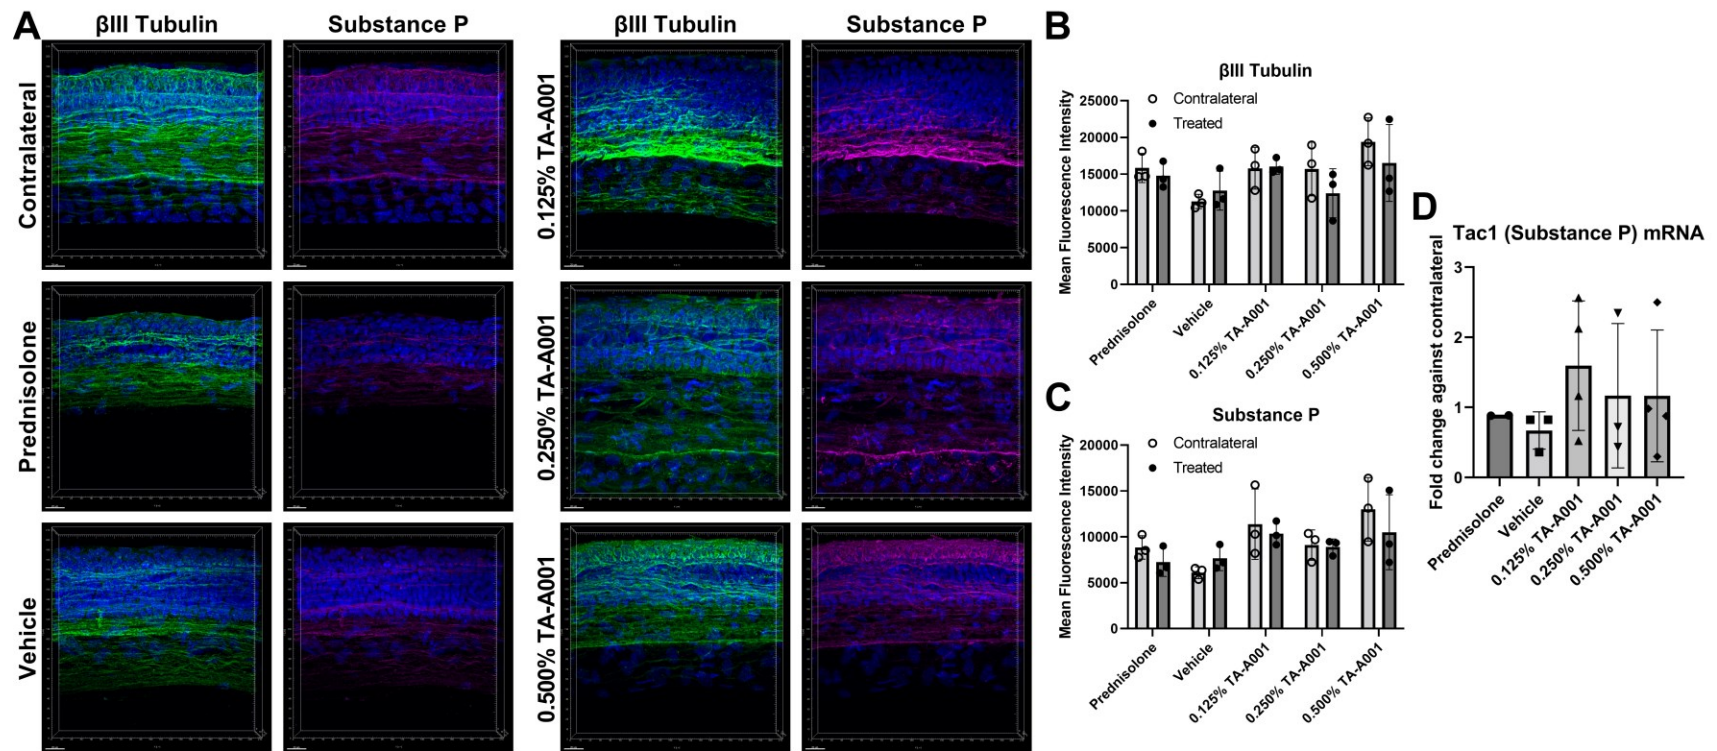 A
βIII Tubulin
Substance P
βIII Tubulin
Substance P
Contralateral
Prednisolone
Vehicle
0.125% TA-A001
0.250% TA-A001
0.500% TA-A001
B
βIII Tubulin
Mean Fluorescence Intensity
Contralateral
Treated
25000
20000
15000
10000
5000
0
Prednisolone
Vehicle
0.125% TA-A001
0.250% TA-A001
0.500% TA-A001
C
Substance P
Mean Fluorescence Intensity
Contralateral
Treated
20000
15000
10000
5000
0
Prednisolone
Vehicle
0.125% TA-A001
0.250% TA-A001
0.500% TA-A001
D
Tac1 (Substance P) mRNA
Fold change against contralateral
3
2
1
0
Prednisolone
Vehicle
0.125% TA-A001
0.250% TA-A001
0.500% TA-A001